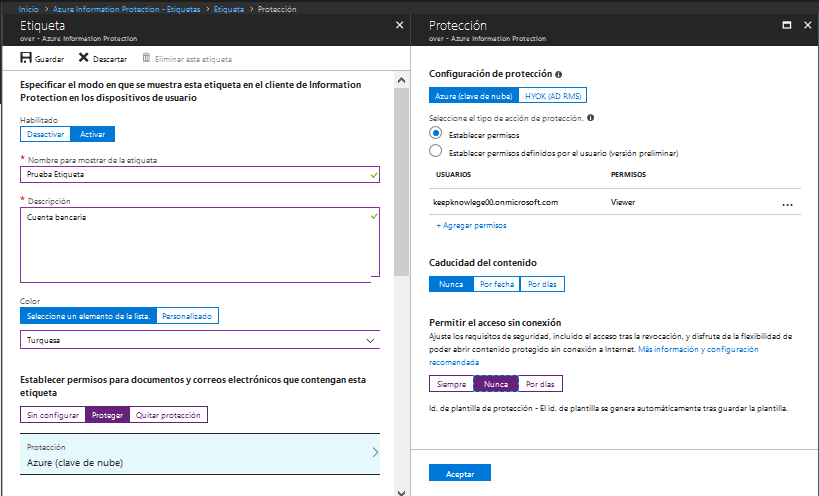 Inicio > Azure Information Protection - Etiquetas > Etiqueta > Protección
Etiqueta
over - Azure Information Protection
Guardar Descartar Eliminar esta etiqueta
Especificar el modo en que se muestra esta etiqueta en el cliente de Information
Protection en los dispositivos de usuario
Habilitado
Desactivar Activar
* Nombre para mostrar de la etiqueta
Prueba Etiqueta
* Descripción
Cuenta bancaria
Color
Seleccione un elemento de la lista. Personalizado
Turquesa
Establecer permisos para documentos y correos electrónicos que contengan esta
etiqueta
Sin configurar Proteger Quitar protección
Protección
Azure (clave de nube)
Protección
over - Azure Information Protection
Configuración de protección
Azure (clave de nube) HYOK (AD RMS)
Seleccione el tipo de acción de protección.
Establecer permisos
Establecer permisos definidos por el usuario (versión preliminar)
USUARIOS PERMISOS
keepknowlege00.onmicrosoft.com Viewer ...
+ Agregar permisos
Caducidad del contenido
Nunca Por fecha Por días
Permitir el acceso sin conexión
Ajuste los requisitos de seguridad, incluido el acceso tras la revocación, y disfrute de la flexibilidad de
poder abrir contenido protegido sin conexión a Internet. Más información y configuración
recomendada
Siempre Nunca Por días
Id. de plantilla de protección - El id. de plantilla se genera automáticamente tras guardar la plantilla.
Aceptar